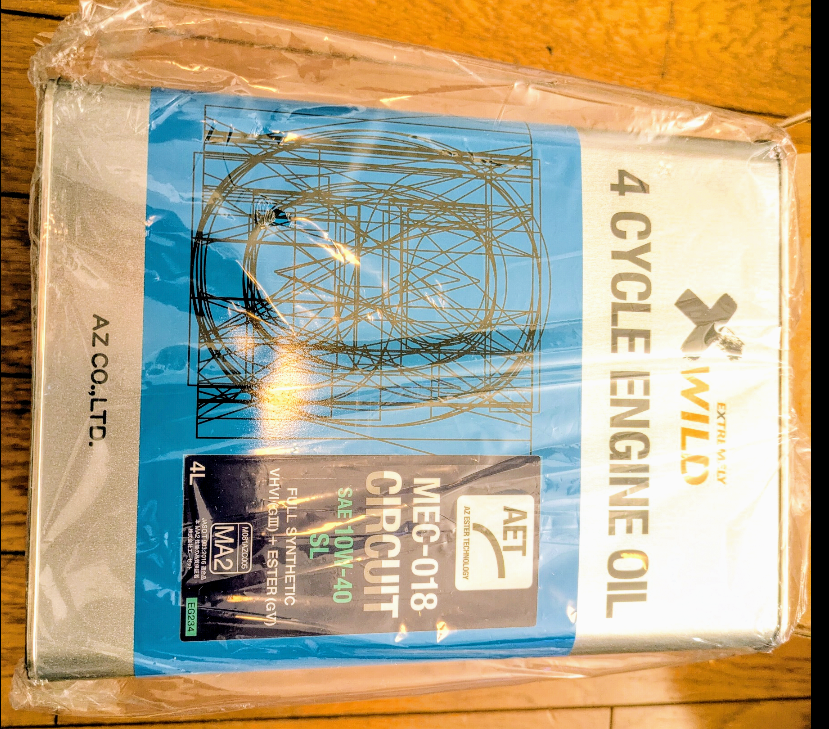 EXTREMELY
X WILD
4 CYCLE ENGINE OIL
AET
AZ ESTER TECHNOLOGY
MEC-018
CIRCUIT
SAE 10W-40
SL
FULL SYNTHETIC
VHVI(GⅢ) + ESTER(GV)
MA2
4L
EG234
AZ CO.,LTD.